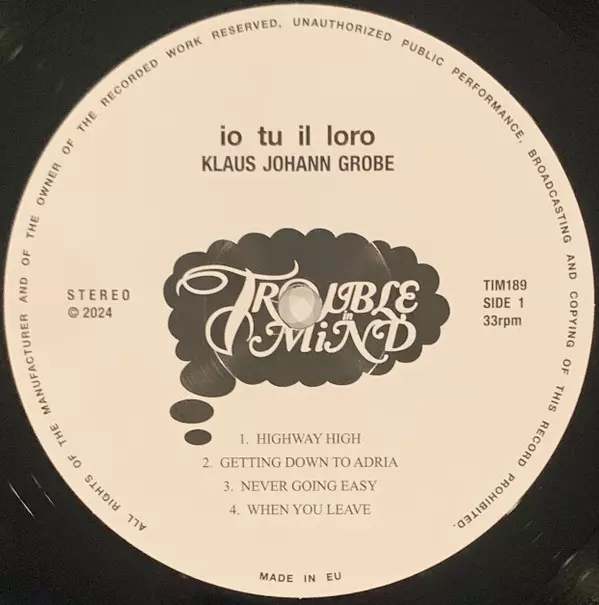 ALL RIGHTS OF THE MANUFACTURER AND OF THE OWNER OF THE RECORDED WORK RESERVED, UNAUTHORIZED PUBLIC PERFORMANCE, BROADCASTING AND COPYING OF THIS RECORD PROHIBITED.
io tu il loro
KLAUS JOHANN GROBE
STEREO
© 2024
TROUBLE
in
MiND
TIM189
SIDE 1
33rpm
1. HIGHWAY HIGH
2. GETTING DOWN TO ADRIA
3. NEVER GOING EASY
4. WHEN YOU LEAVE
MADE IN EU